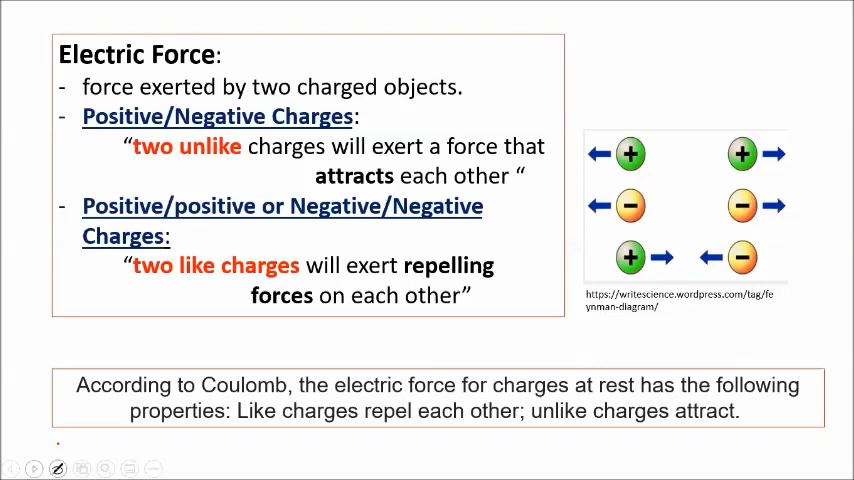 Electric Force:
- force exerted by two charged objects.
- Positive/Negative Charges:
“two unlike charges will exert a force that
attracts each other “
- Positive/positive or Negative/Negative
Charges:
“two like charges will exert repelling
forces on each other”
+ +
− −
+ −
https://writescience.wordpress.com/tag/fe
ynman-diagram/
According to Coulomb, the electric force for charges at rest has the following
properties: Like charges repel each other; unlike charges attract.